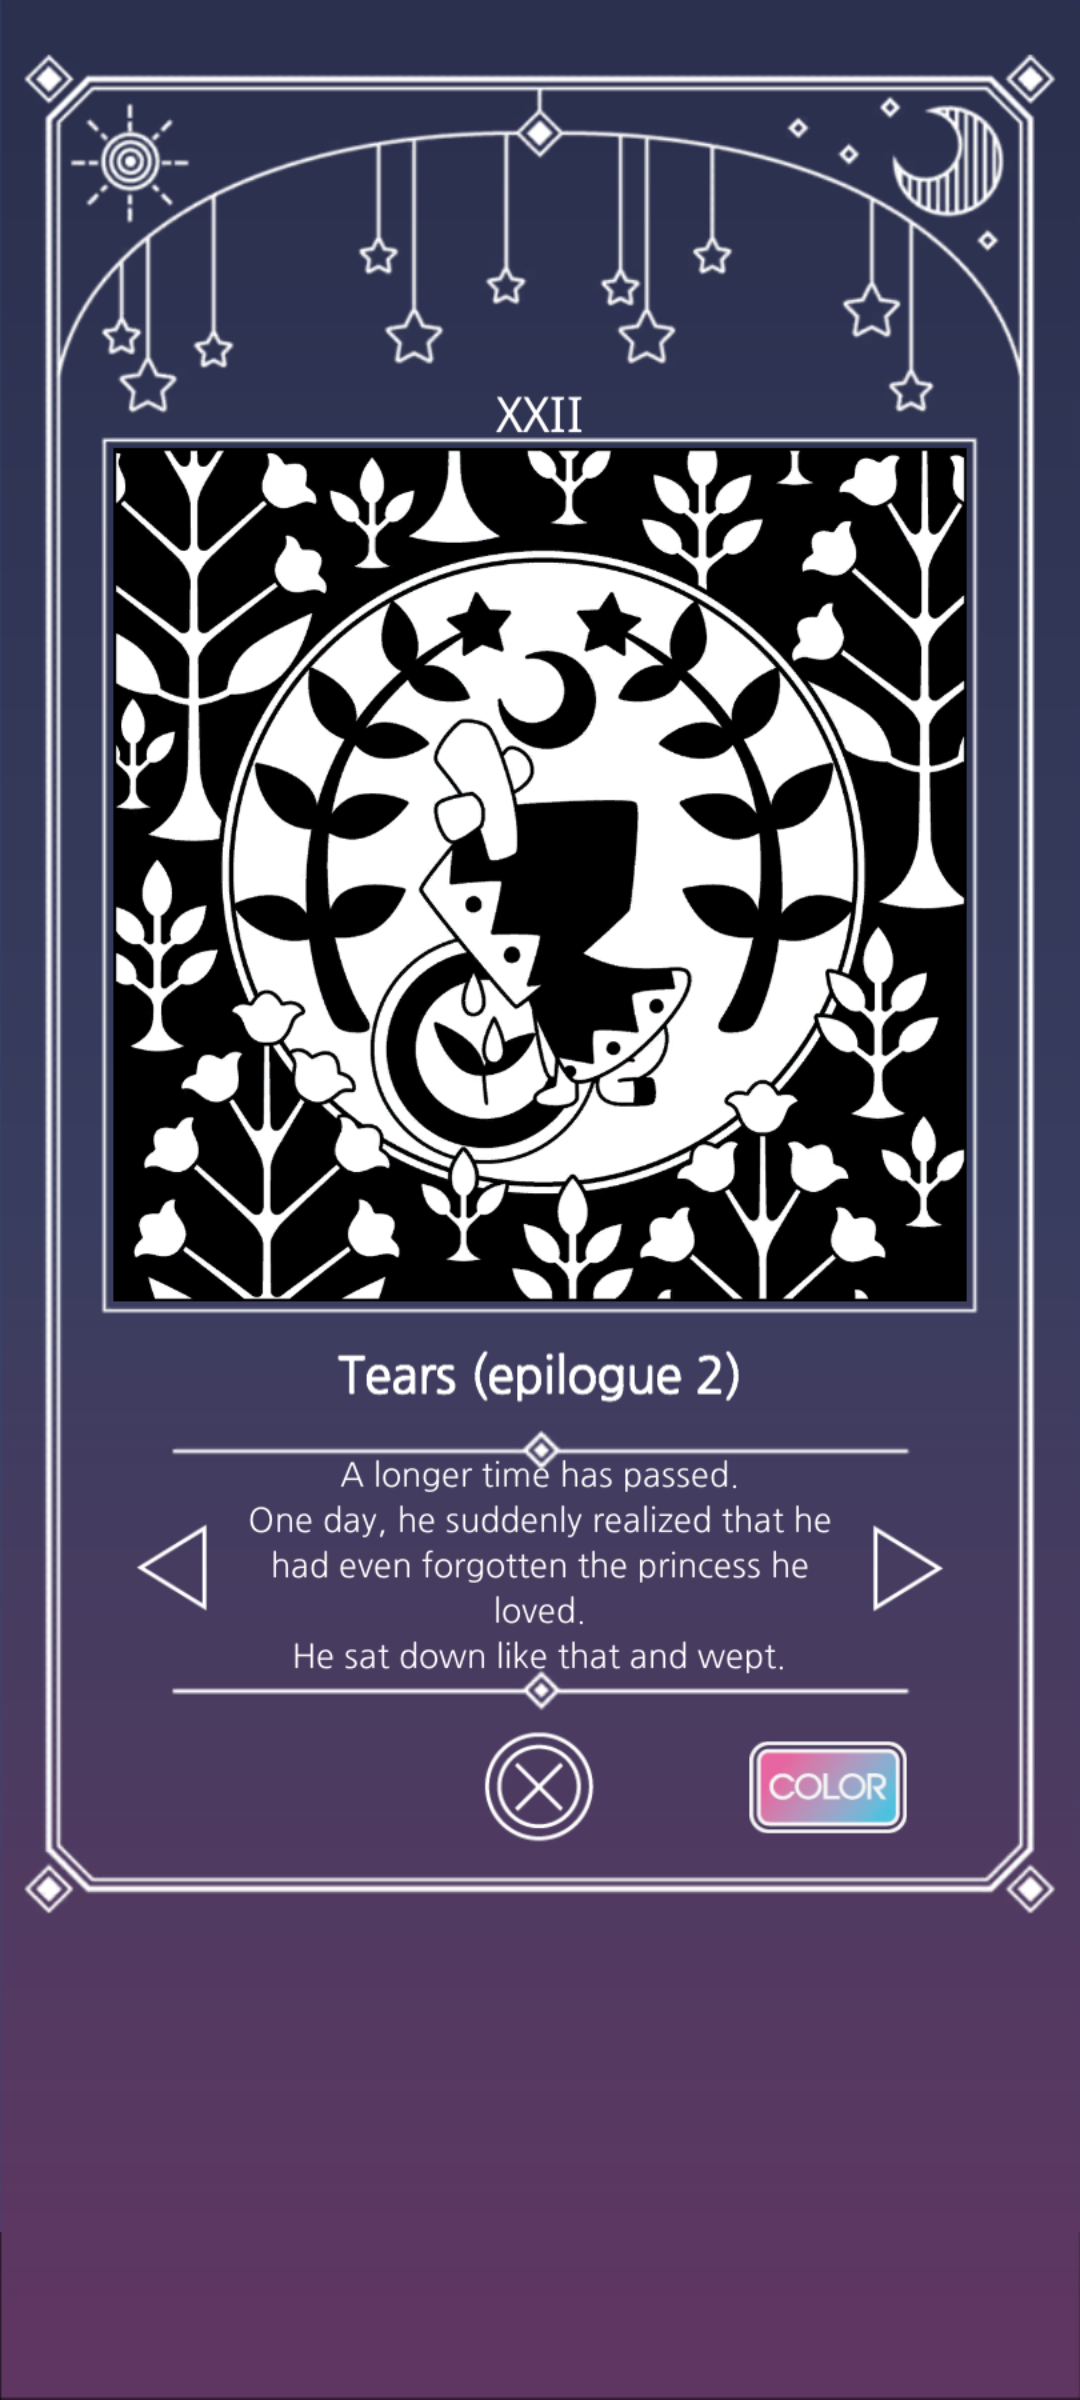 XXII
Tears (epilogue 2)
A longer time has passed.
One day, he suddenly realized that he
had even forgotten the princess he
loved.
He sat down like that and wept.
COLOR